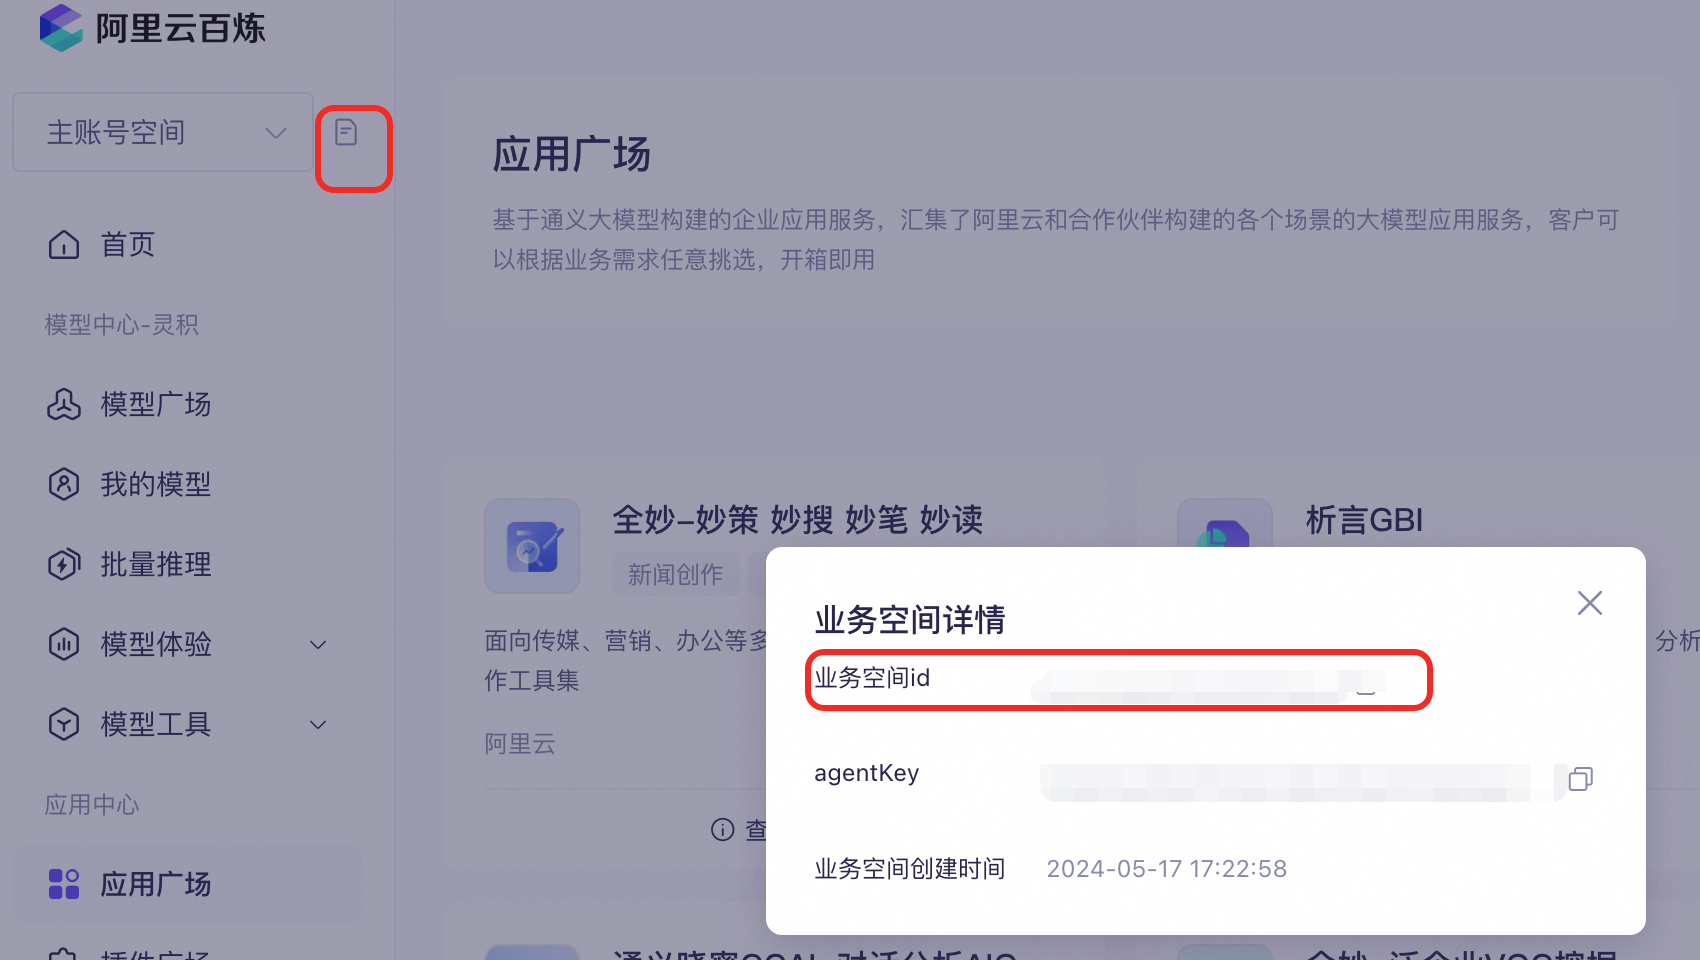 阿里云百炼
主账号空间
首页
模型中心-灵积
模型广场
我的模型
批量推理
模型体验
模型工具
应用中心
应用广场
插件广场
应用广场
基于通义大模型构建的企业应用服务，汇集了阿里云和合作伙伴构建的各个场景的大模型应用服务，客户可
以根据业务需求任意挑选，开箱即用
全妙-妙策 妙搜 妙笔 妙读
新闻创作
面向传媒、营销、办公等多
作工具集
阿里云
查
析言GBI
分析
业务空间详情
业务空间id
agentKey
业务空间创建时间 2024-05-17 17:22:58